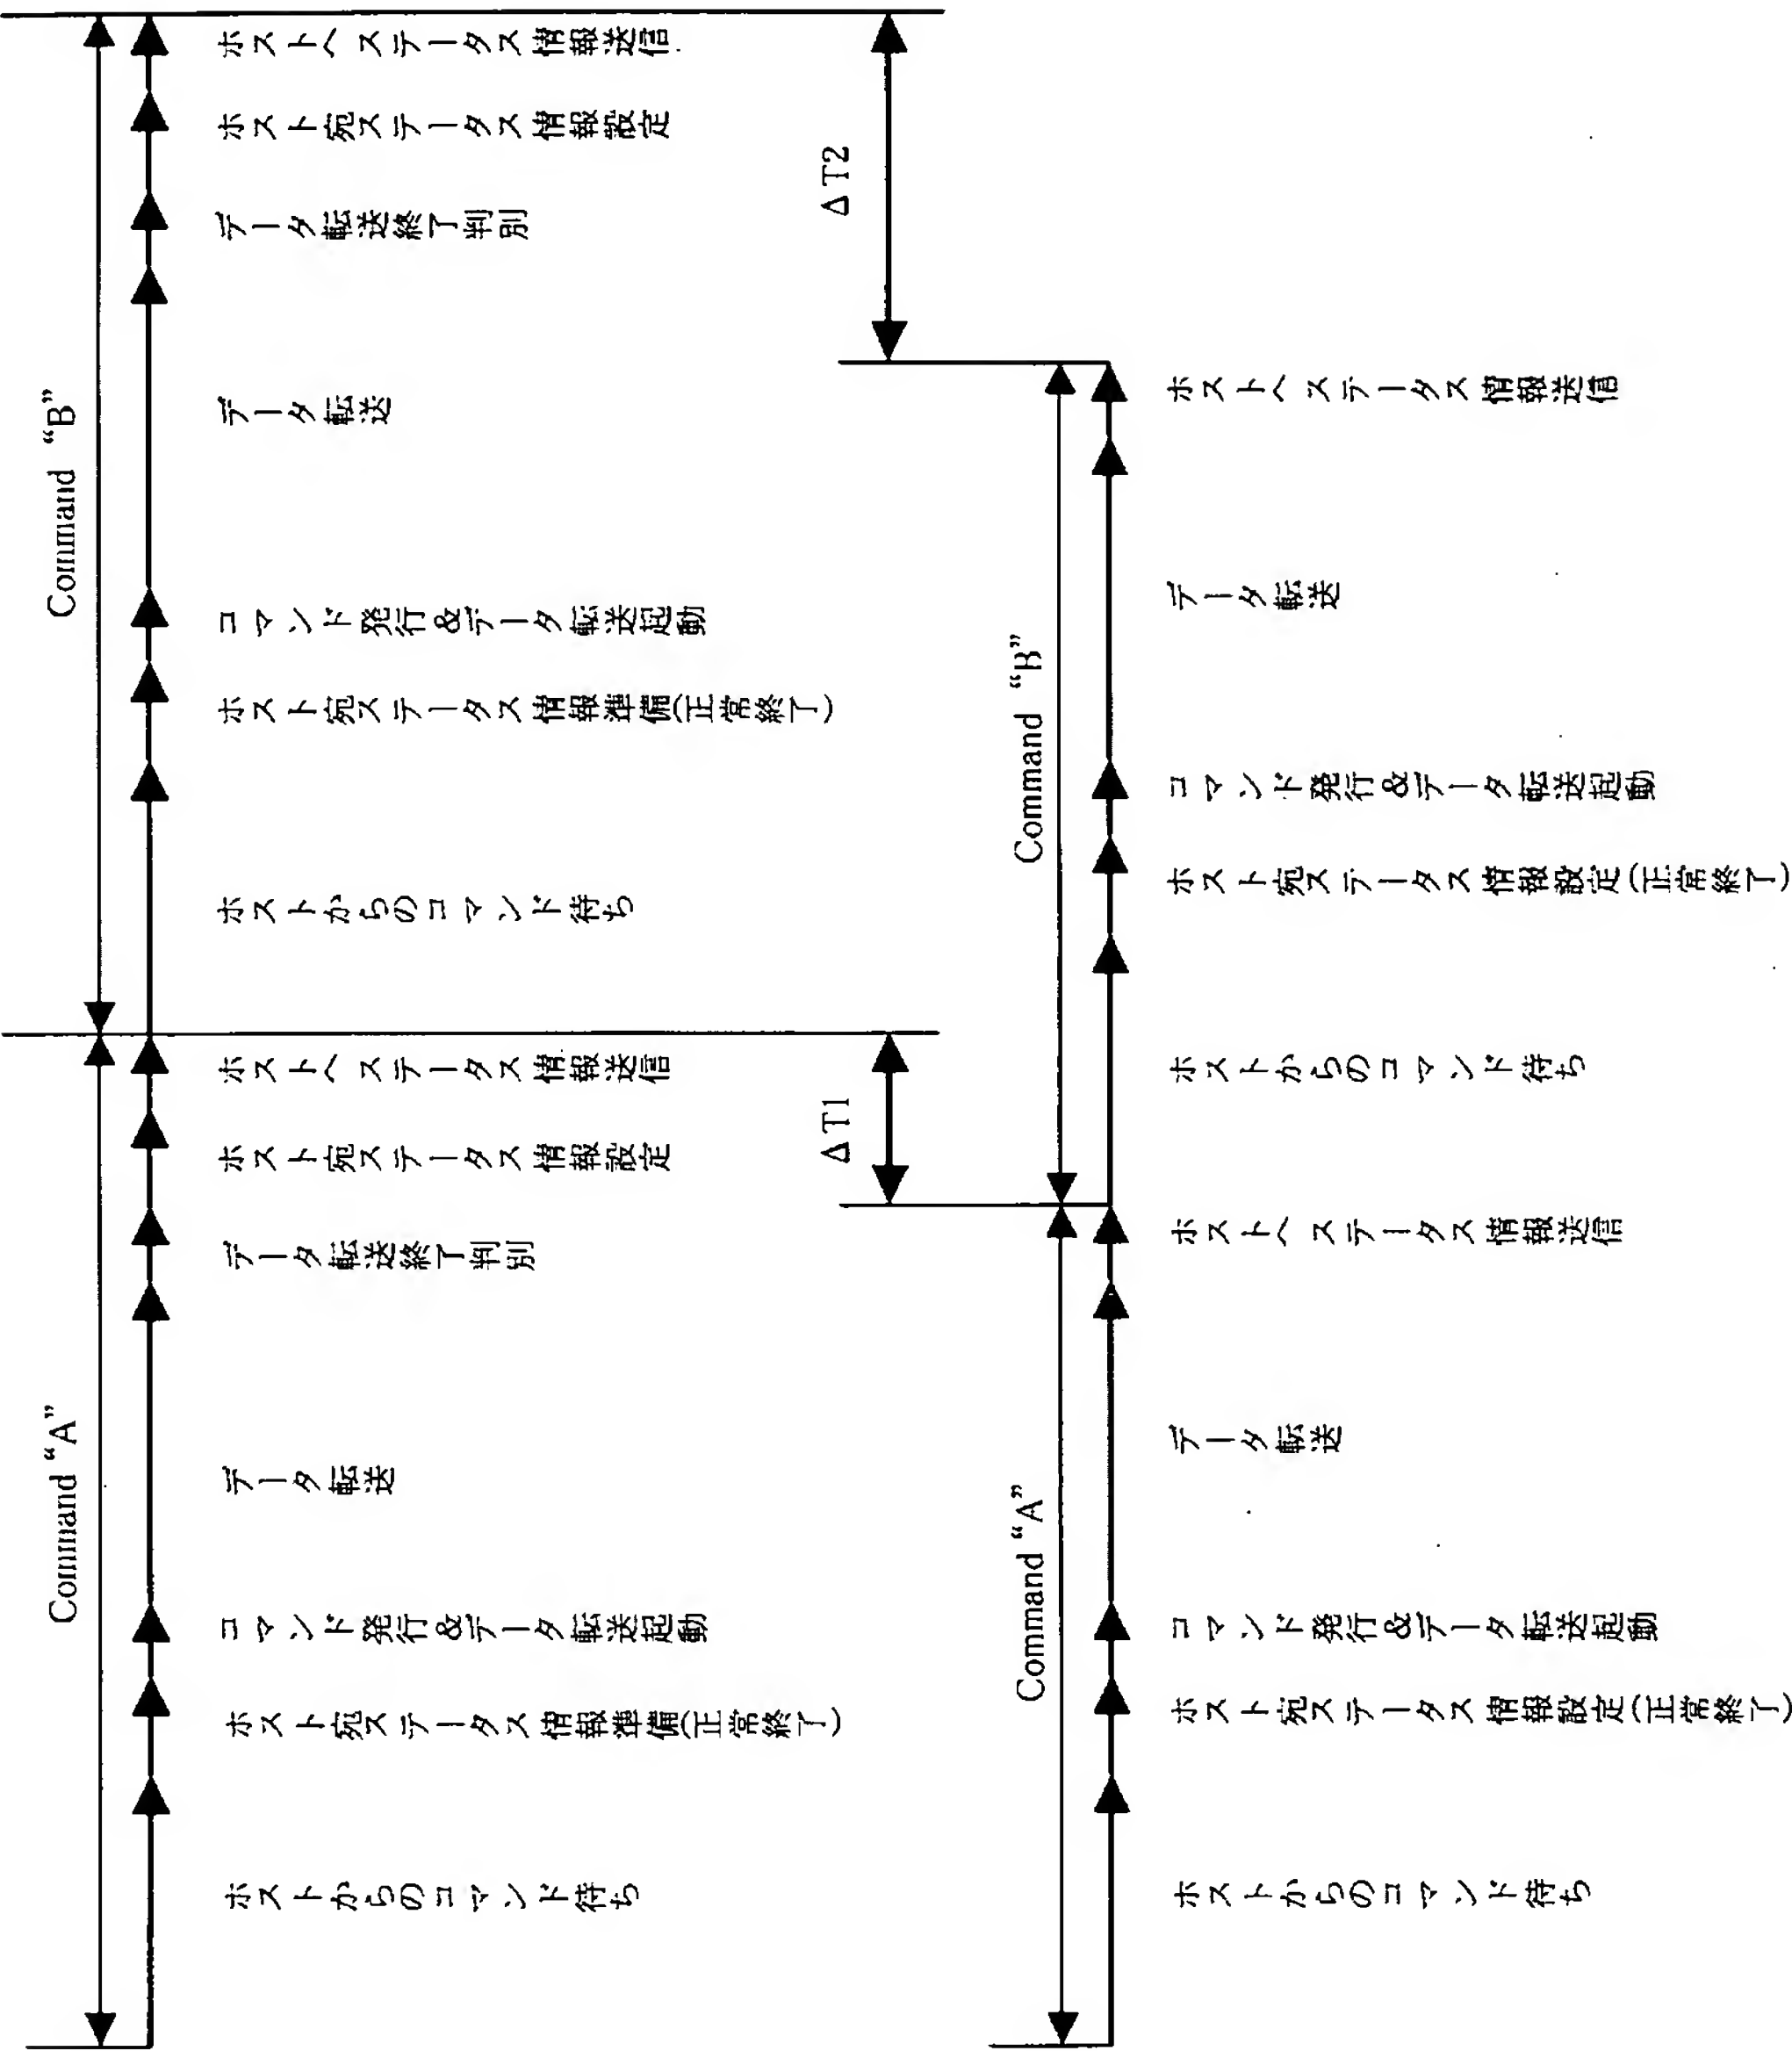 Command “A”
Command “B”
ホストからのコマンド待ち
ホスト宛ステータス情報準備(正常終了)
コマンド発行&データ転送起動
データ転送
データ転送終了判別
ホスト宛ステータス情報設定
ホストへステータス情報送信
ホストからのコマンド待ち
ホスト宛ステータス情報準備(正常終了)
コマンド発行&データ転送起動
データ転送
データ転送終了判別
ホスト宛ステータス情報設定
ホストへステータス情報送信
ΔT1
ΔT2
Command “A”
Command “B”
ホストからのコマンド待ち
ホスト宛ステータス情報設定(正常終了)
コマンド発行&データ転送起動
データ転送
ホストへステータス情報送信
ホストからのコマンド待ち
ホスト宛ステータス情報設定(正常終了)
コマンド発行&データ転送起動
データ転送
ホストへステータス情報送信